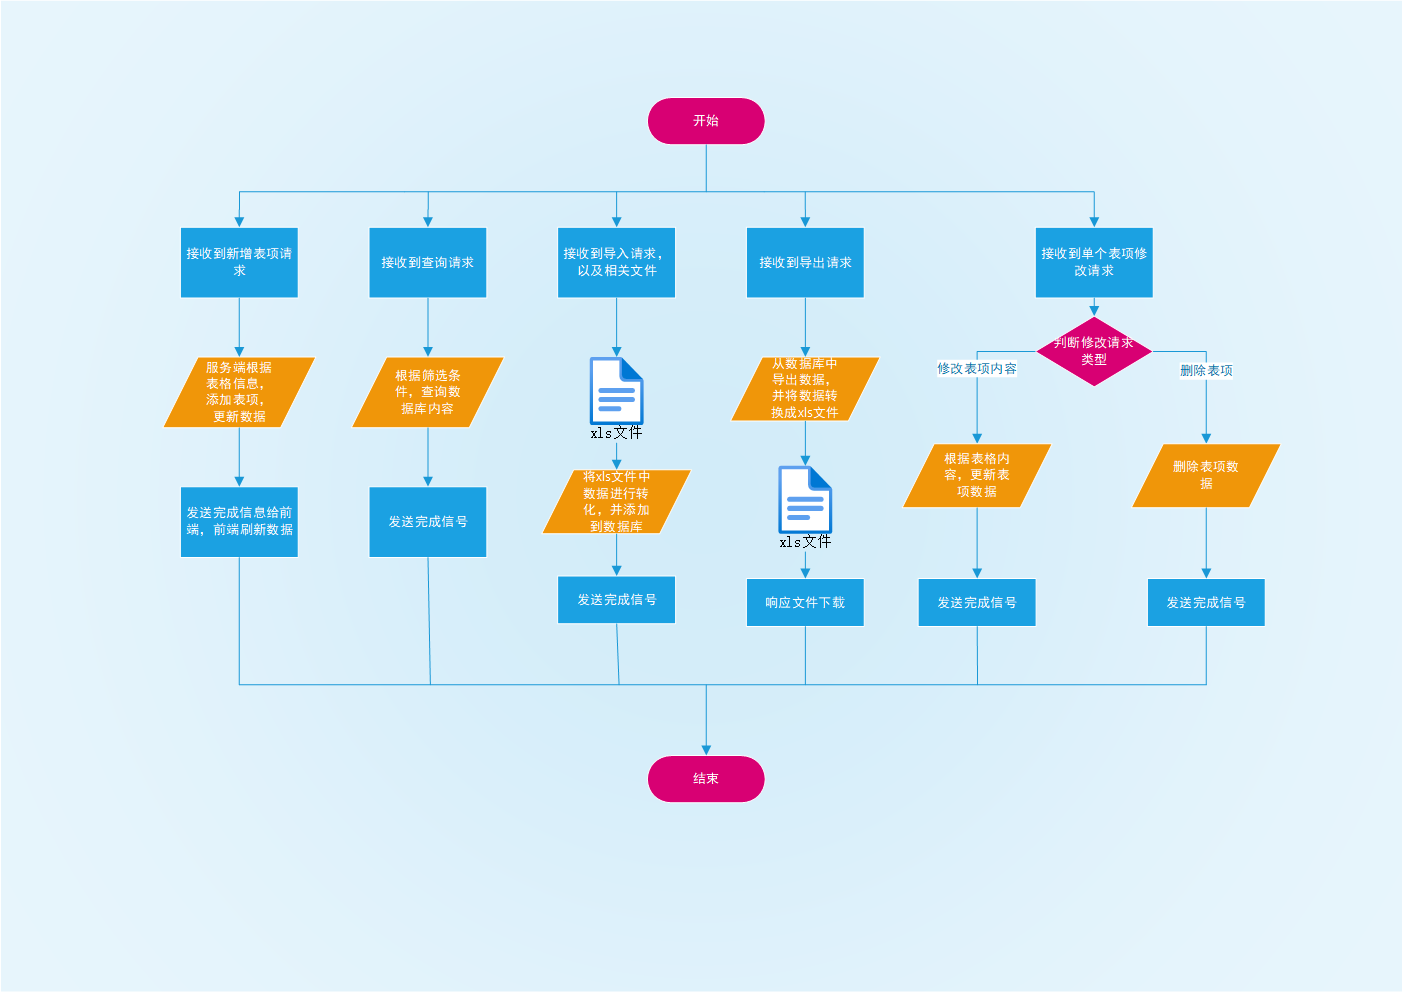 开始
接收到新增表项请
求
接收到查询请求
接收到导入请求，
以及相关文件
接收到导出请求
接收到单个表项修
改请求
判断修改请求
类型
修改表项内容
删除表项
服务端根据
表格信息，
添加表项，
更新数据
根据筛选条
件，查询数
据库内容
xls文件
从数据库中
导出数据，
并将数据转
换成xls文件
根据表格内
容，更新表
项数据
删除表项数
据
将xls文件中
数据进行转
化，并添加
到数据库
xls文件
发送完成信息给前
端，前端刷新数据
发送完成信号
发送完成信号
响应文件下载
发送完成信号
发送完成信号
结束